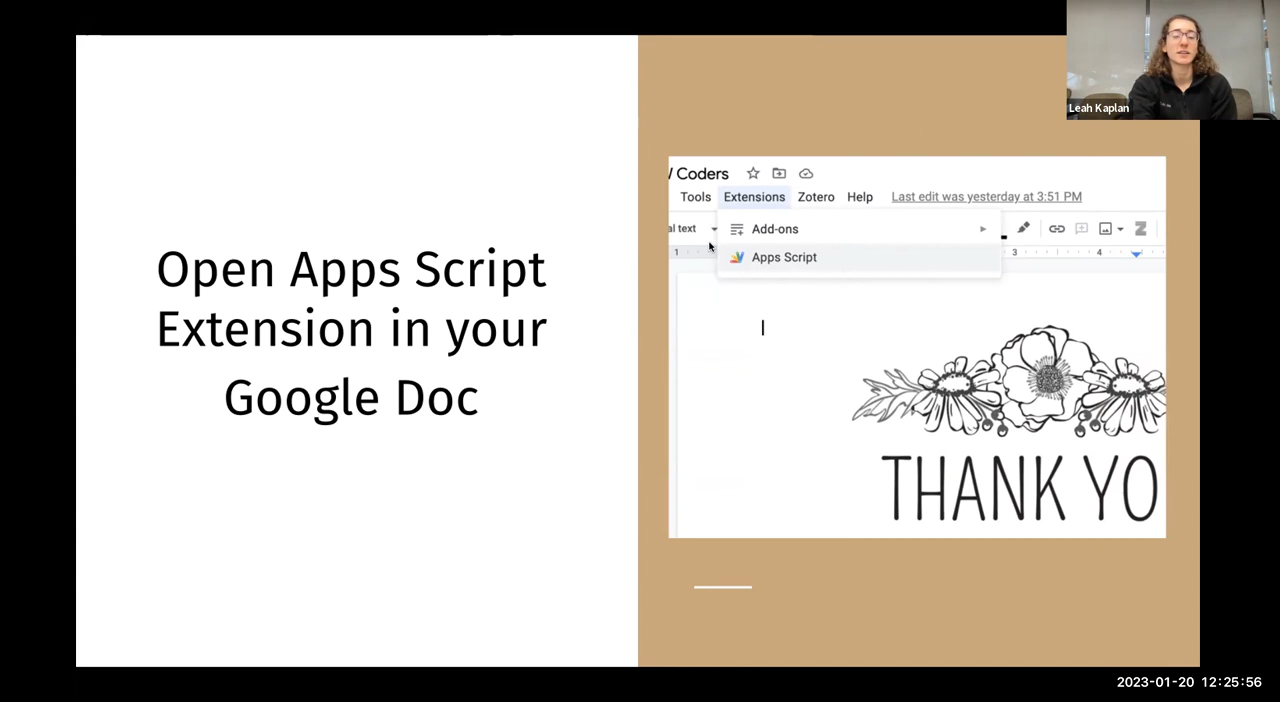 Leah Kaplan
Open Apps Script
Extension in your
Google Doc
Coders
Tools Extensions Zotero Help Last edit was yesterday at 3:51 PM
al text
Add-ons
Apps Script
1 3 4
THANK YO
2023-01-20 12:25:56